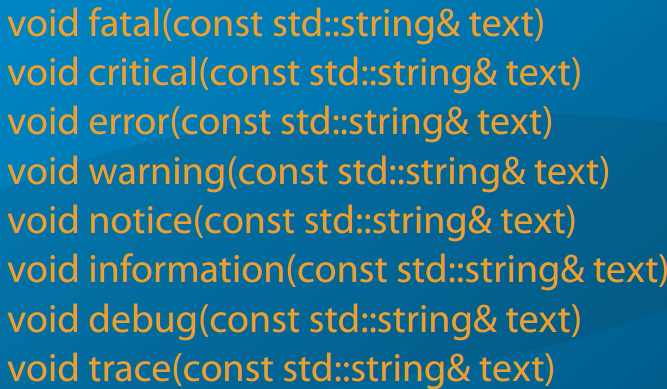 void fatal(const std::string& text)
void critical(const std::string& text)
void error(const std::string& text)
void warning(const std::string& text)
void notice(const std::string& text)
void information(const std::string& text)
void debug(const std::string& text)
void trace(const std::string& text)